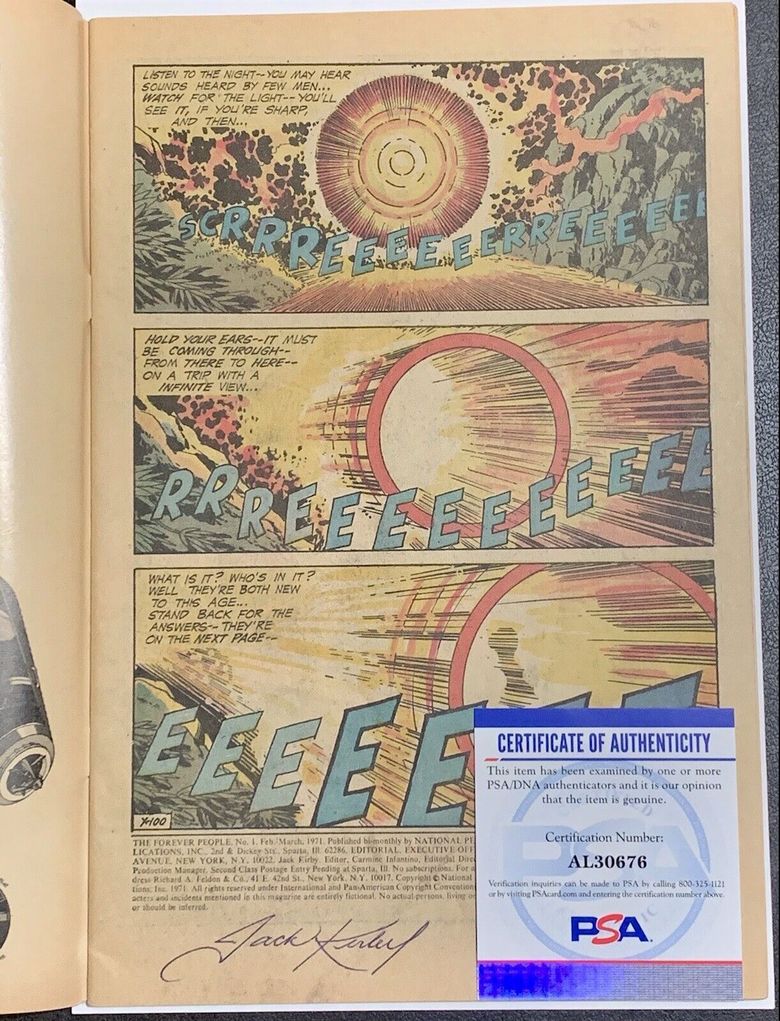 LISTEN TO THE NIGHT--YOU MAY HEAR
SOUNDS HEARD BY FEW MEN...
WATCH FOR THE LIGHT--YOU'LL
SEE IT, IF YOU'RE SHARP,
AND THEN...
SCRRRREEEEEERRREEEEEE
HOLD YOUR EARS--IT MUST
BE COMING THROUGH--
FROM THERE TO HERE--
ON A TRIP WITH A
INFINITE VIEW...
RRREEEEEEEEEEE
WHAT IS IT? WHO'S IN IT?
WELL THEY'RE BOTH NEW
TO THIS AGE...
STAND BACK FOR THE
ANSWERS--THEY'RE
ON THE NEXT PAGE--
EEEEE
X-100
THE FOREVER PEOPLE, No. 1, Feb./March, 1971. Published bi-monthly by NATIONAL
LICATIONS, INC., 2nd & Dickey Sts., Sparta, Ill. 62286. EDITORIAL, EXECUTIVE
AVENUE, NEW YORK, N.Y. 10022. Jack Kirby, Editor, Carmine Infantino, Editorial
Production Manager. Second Class Postage Entry Pending at Sparta, Ill. No subscriptions. For
dress Richard A. Feldon & Co., 41 E. 42nd St., New York, N.Y. 10017. Copyright © National
tions, Inc. 1971. All rights reserved under International and Pan-American Copyright Conventions
acters and incidents mentioned in this magazine are entirely fictional. No actual persons, living or
or should be inferred.
Jack Kirby
CERTIFICATE OF AUTHENTICITY
This item has been examined by one or more
PSA/DNA authenticators and it is our opinion
that the item is genuine.
Certification Number:
AL30676
Verification inquiries can be made to PSA by calling 800-325-1121
or by visiting PSAcard.com and entering the certification number above.
PSA